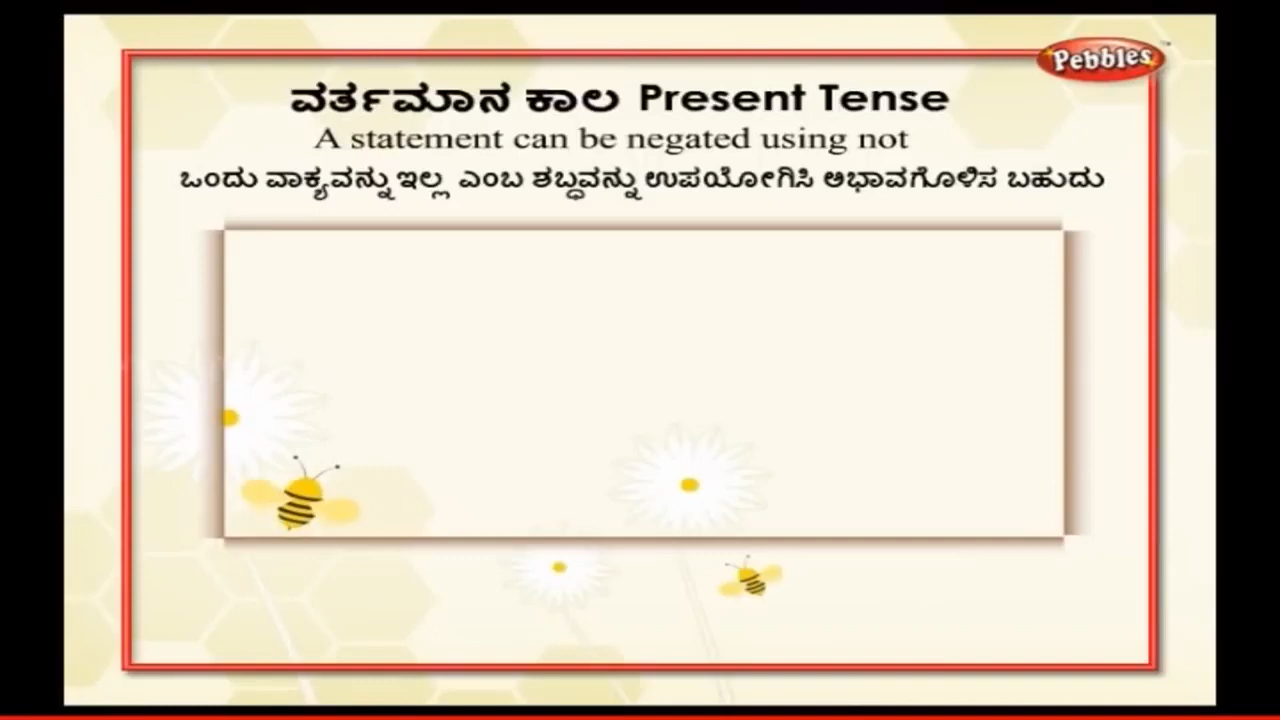 Pebbles
ವರ್ತಮಾನ ಕಾಲ Present Tense
A statement can be negated using not
ಒಂದು ವಾಕ್ಯವನ್ನು ಇಲ್ಲ ಎಂಬ ಶಬ್ಧವನ್ನು ಉಪಯೋಗಿಸಿ ಅಭಾವಗೊಳಿಸ ಬಹುದು